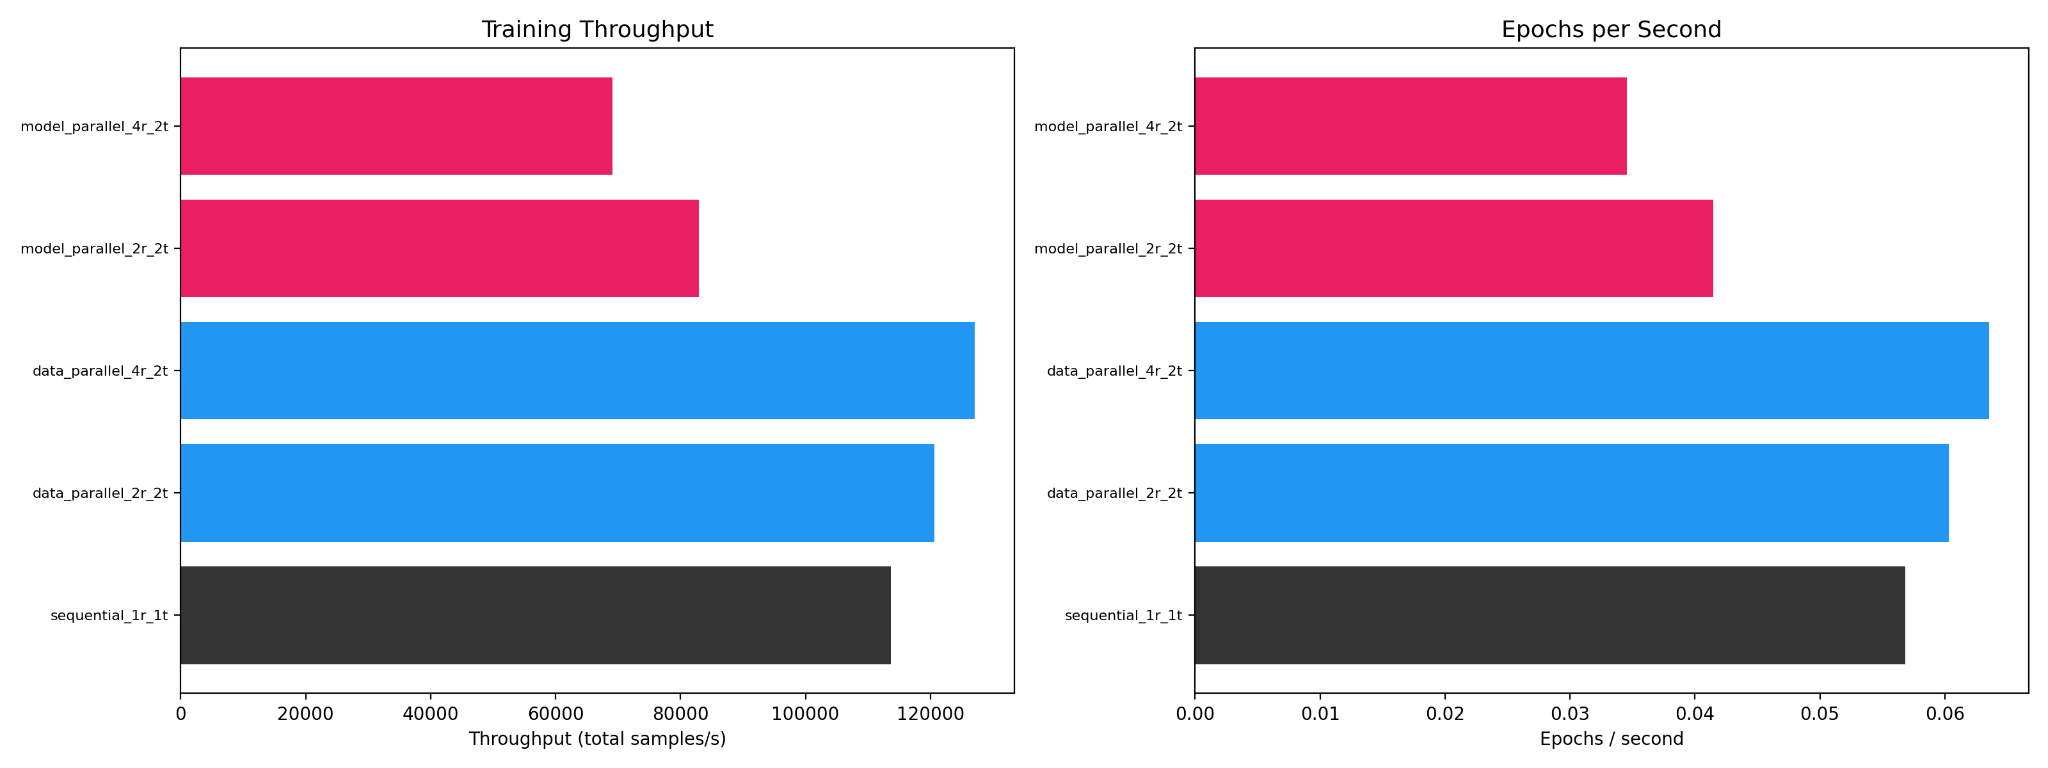 Training Throughput
model_parallel_4r_2t
model_parallel_2r_2t
data_parallel_4r_2t
data_parallel_2r_2t
sequential_1r_1t
0 20000 40000 60000 80000 100000 120000
Throughput (total samples/s)
Epochs per Second
model_parallel_4r_2t
model_parallel_2r_2t
data_parallel_4r_2t
data_parallel_2r_2t
sequential_1r_1t
0.00 0.01 0.02 0.03 0.04 0.05 0.06
Epochs / second